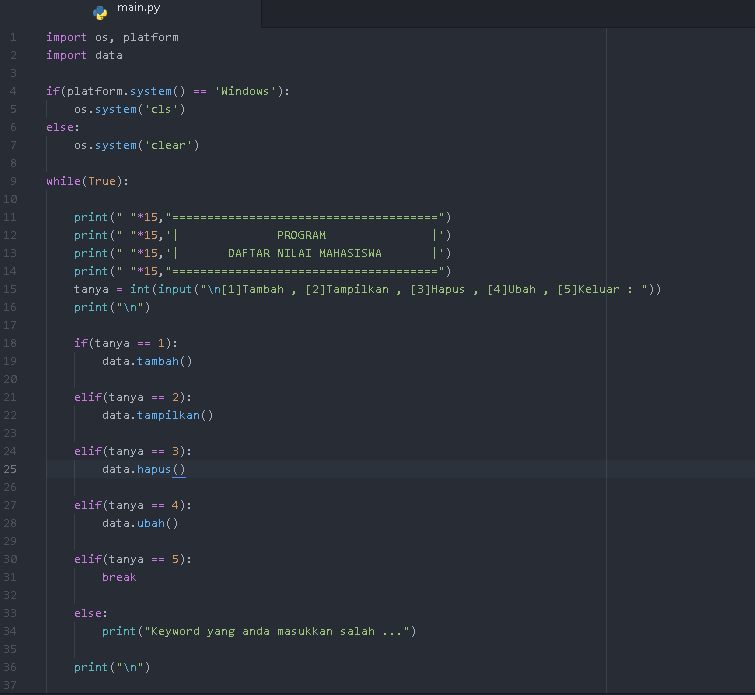 main.py
1 import os, platform
2 import data
3
4 if(platform.system() == 'Windows'):
5     os.system('cls')
6 else:
7     os.system('clear')
8
9 while(True):
10
11     print(" "*15,"======================================")
12     print(" "*15,'|              PROGRAM               |')
13     print(" "*15,'|       DAFTAR NILAI MAHASISWA       |')
14     print(" "*15,"======================================")
15     tanya = int(input("\n[1]Tambah , [2]Tampilkan , [3]Hapus , [4]Ubah , [5]Keluar : "))
16     print("\n")
17
18     if(tanya == 1):
19         data.tambah()
20
21     elif(tanya == 2):
22         data.tampilkan()
23
24     elif(tanya == 3):
25         data.hapus()
26
27     elif(tanya == 4):
28         data.ubah()
29
30     elif(tanya == 5):
31         break
32
33     else:
34         print("Keyword yang anda masukkan salah ...")
35
36     print("\n")
37